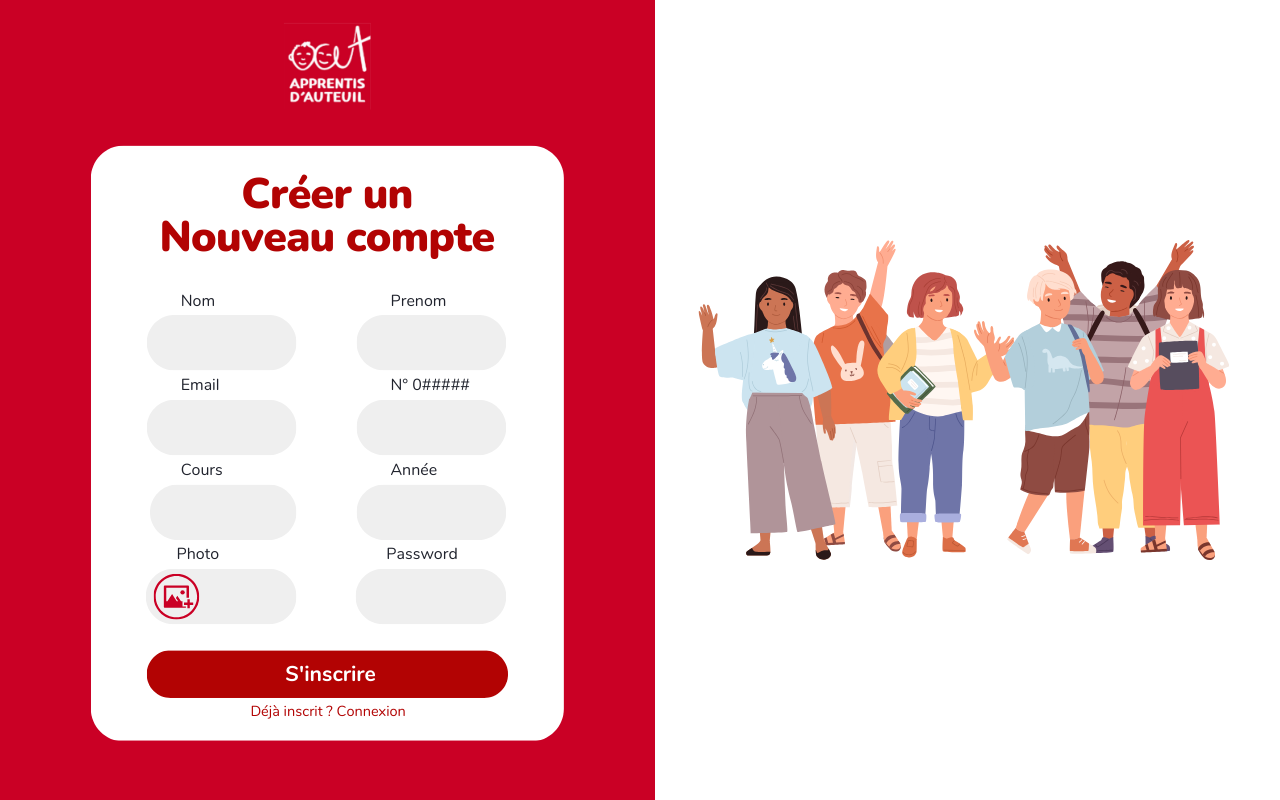 APPRENTIS
D'AUTEUIL
Créer un
Nouveau compte
Nom
Prenom
Email
N° 0#####
Cours
Année
Photo
Password
S'inscrire
Déjà inscrit ? Connexion